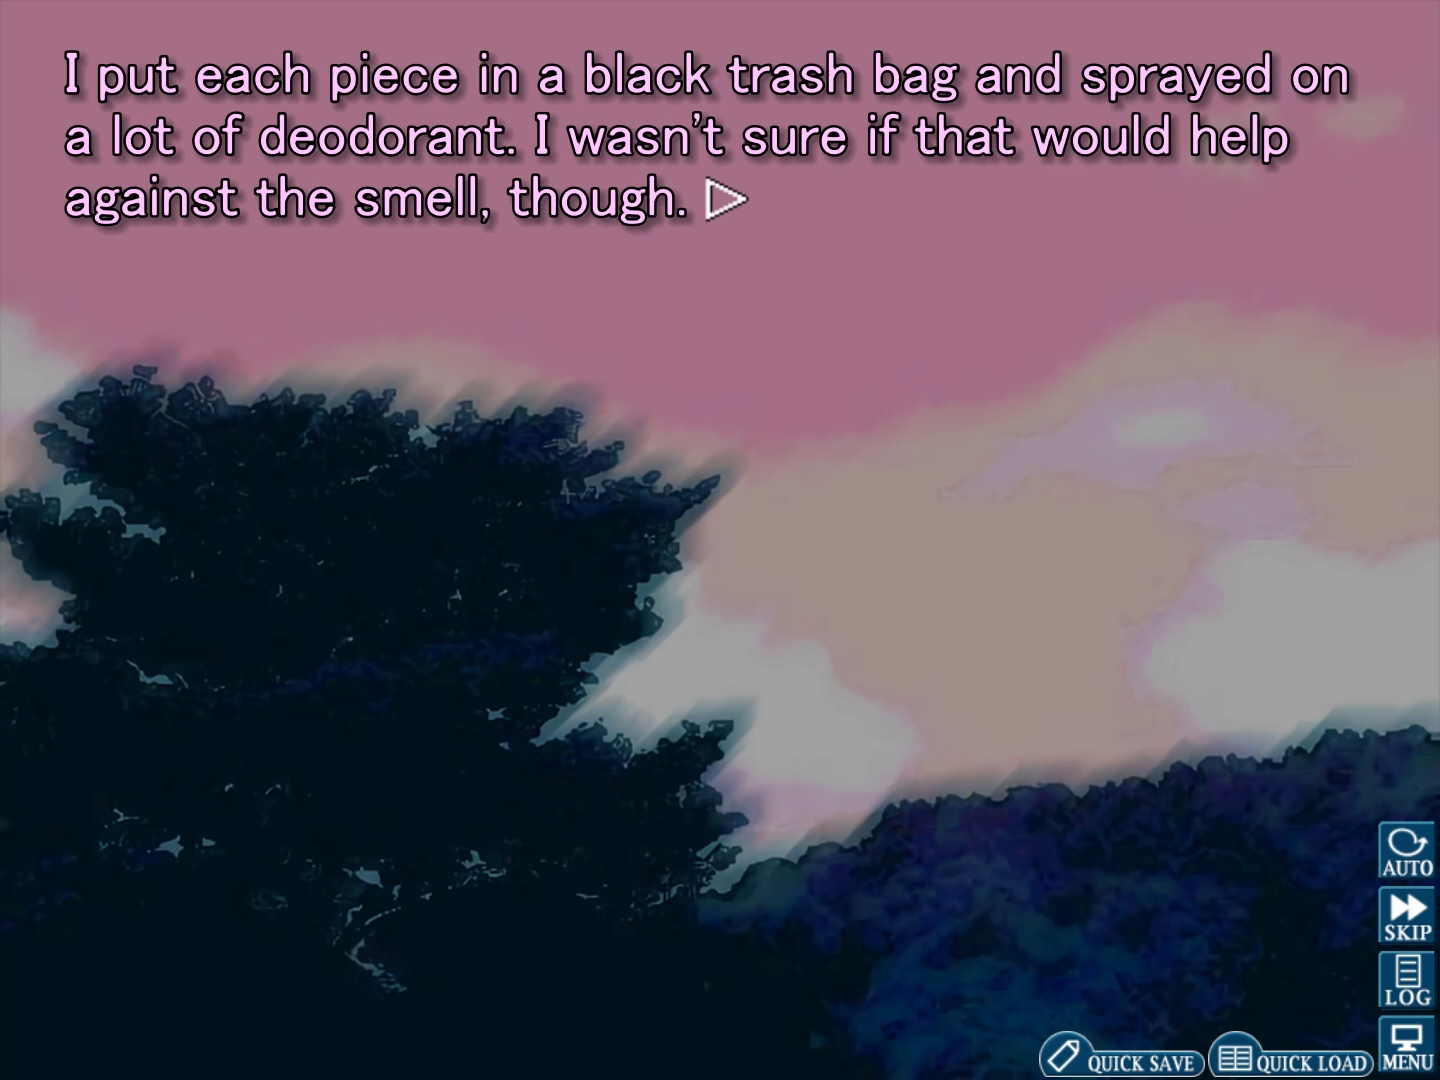 I put each piece in a black trash bag and sprayed on
a lot of deodorant. I wasn't sure if that would help
against the smell, though.
AUTO
SKIP
LOG
QUICK SAVE
QUICK LOAD
MENU